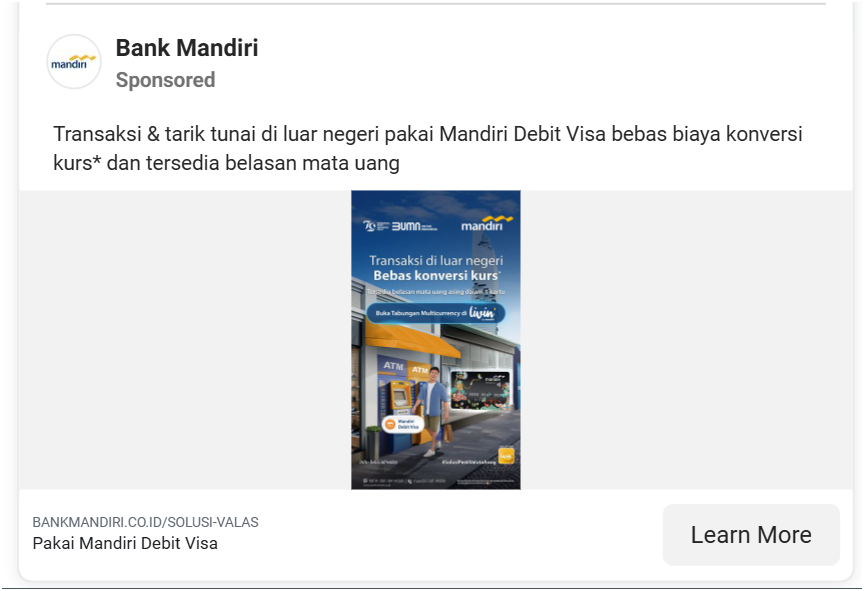 Bank Mandiri
mandiri
Sponsored
Transaksi & tarik tunai di luar negeri pakai Mandiri Debit Visa bebas biaya konversi
kurs* dan tersedia belasan mata uang
BUMN
mandiri
Transaksi di luar negeri
Bebas konversi kurs*
Tersedia belasan mata uang asing dalam 1 kartu
Buka Tabungan Multicurrency di livin'
ATM
ATM
Mandiri
Debit Visa
BANKMANDIRI.CO.ID/SOLUSI-VALAS
Pakai Mandiri Debit Visa
Learn More